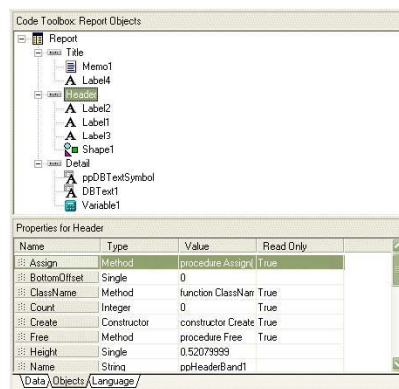 Code Toolbox: Report Objects
Report
Title
Memo1
Label4
Header
Label2
Label1
Label3
Shape1
Detail
ppDBTextSymbol
DBText1
Variable1
Properties for Header
Name Type Value Read Only
Assign Method procedure Assign( True
BottomOffset Single 0
ClassName Method function ClassNam True
Count Integer 0 True
Create Constructor constructor Create True
Free Method procedure Free True
Height Single 0.52079999
Name String ppHeaderBand1
Data Objects Language